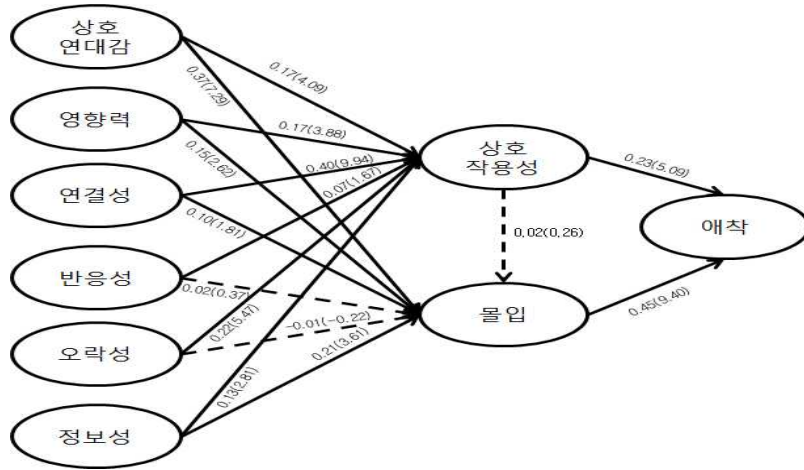 상호
연대감
0.17(4.09)
0.37(7.29)
영향력
0.17(3.88)
0.15(2.62)
상호
작용성
0.23(5.09)
0.40(9.94)
0.07(1.67)
연결성
0.10(1.81)
0.02(0.26)
애착
반응성
0.02(0.37)
몰입
0.45(9.40)
-0.01(-0.22)
오락성
0.22(5.47)
0.21(3.61)
0.13(2.81)
정보성